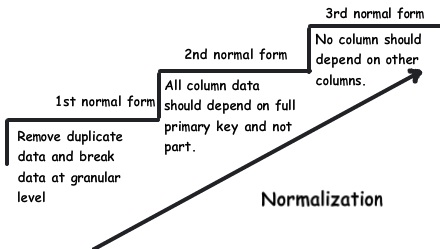 3rd normal form
No column should
depend on other
columns.
2nd normal form
All column data
should depend on full
primary key and not
part.
1st normal form
Remove duplicate
data and break
data at granular
level
Normalization